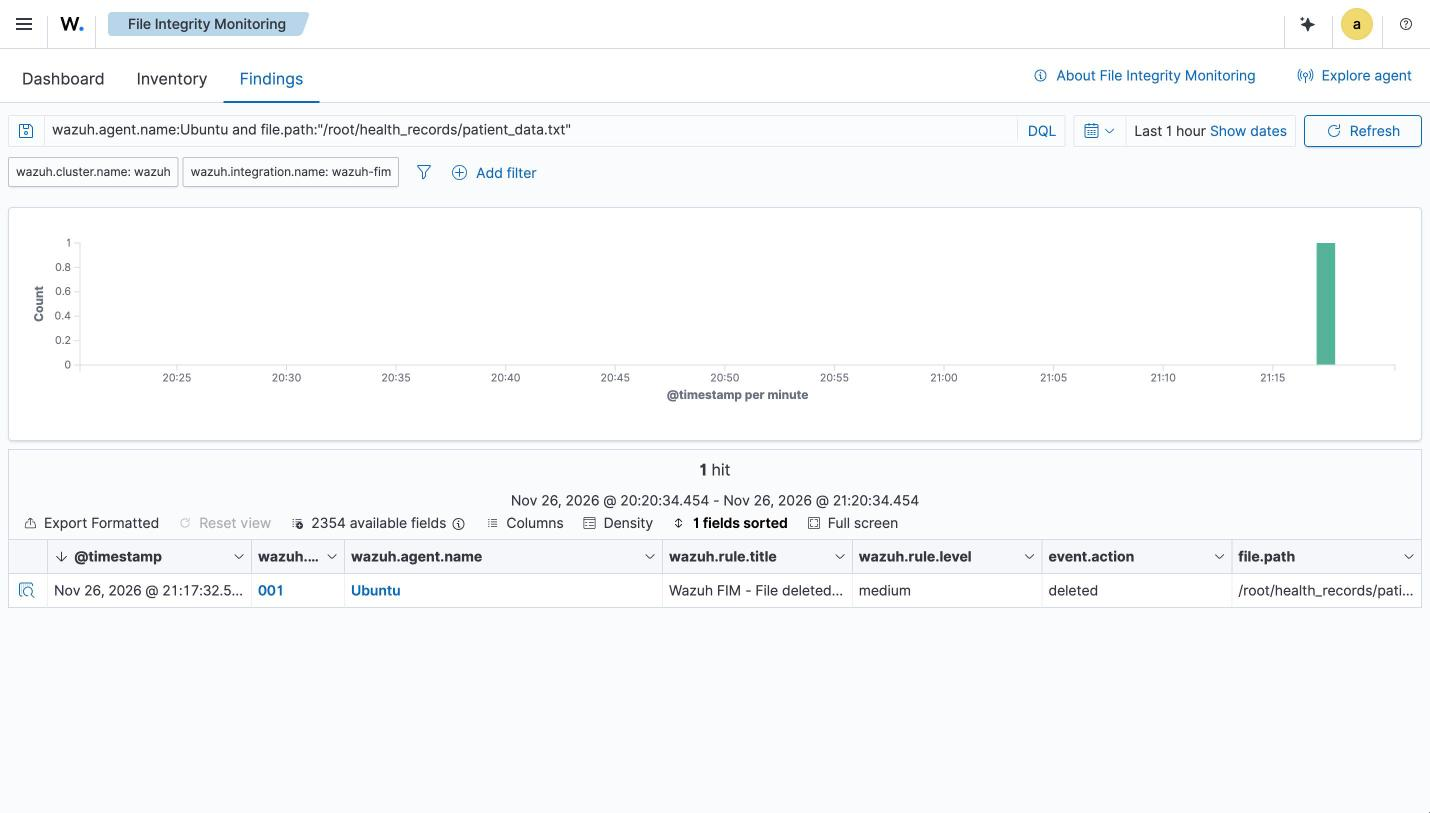 W. File Integrity Monitoring a
Dashboard Inventory Findings About File Integrity Monitoring Explore agent
wazuh.agent.name:Ubuntu and file.path:"/root/health_records/patient_data.txt" DQL Last 1 hour Show dates Refresh
wazuh.cluster.name: wazuh wazuh.integration.name: wazuh-fim Add filter
1
0.8
0.6
0.4
0.2
0
Count
20:25 20:30 20:35 20:40 20:45 20:50 20:55 21:00 21:05 21:10 21:15
@timestamp per minute
1 hit
Nov 26, 2026 @ 20:20:34.454 - Nov 26, 2026 @ 21:20:34.454
Export Formatted Reset view 2354 available fields Columns Density 1 fields sorted Full screen
@timestamp wazuh.... wazuh.agent.name wazuh.rule.title wazuh.rule.level event.action file.path
Nov 26, 2026 @ 21:17:32.5... 001 Ubuntu Wazuh FIM - File deleted... medium deleted /root/health_records/pati...